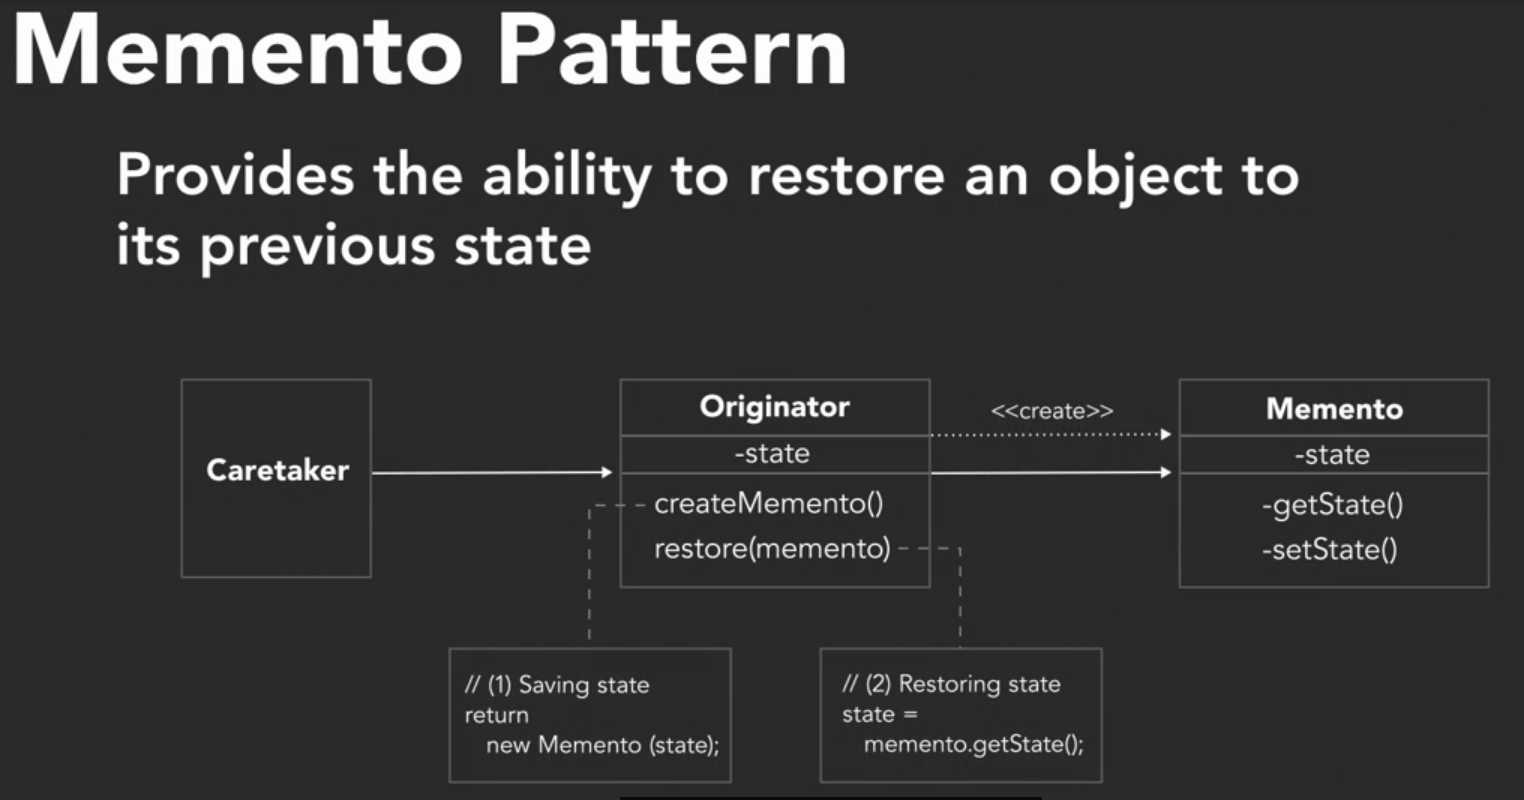 Memento Pattern
Provides the ability to restore an object to
its previous state
Caretaker
Originator
-state
createMemento()
restore(memento)
<<create>>
Memento
-state
-getState()
-setState()
// (1) Saving state
return
new Memento (state);
// (2) Restoring state
state =
memento.getState();